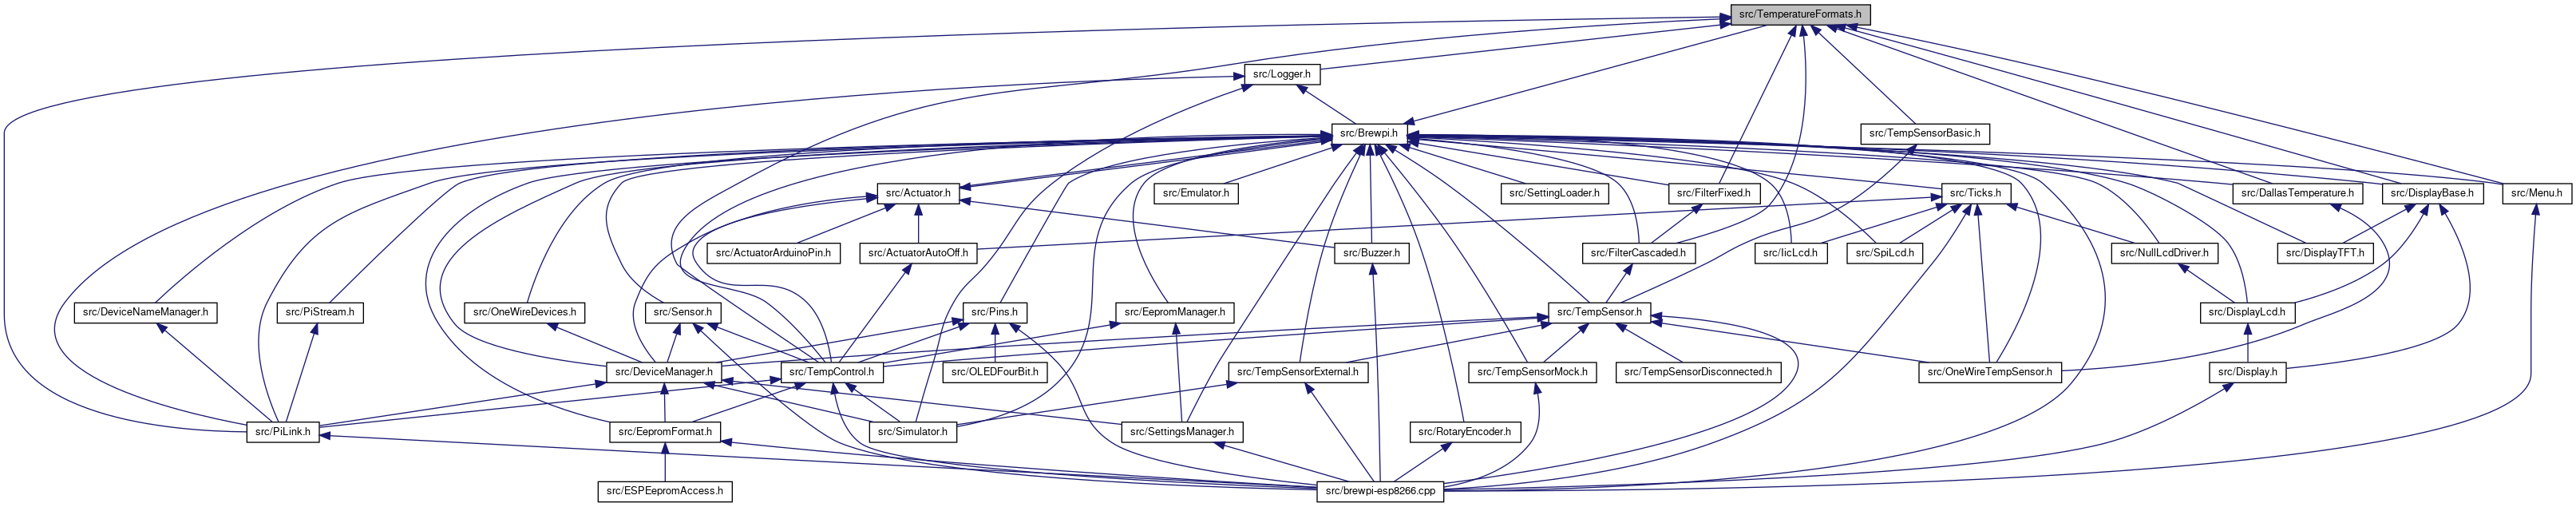 src/TemperatureFormats.h
src/Logger.h
src/Brewpi.h
src/TempSensorBasic.h
src/Actuator.h
src/Emulator.h
src/SettingLoader.h
src/FilterFixed.h
src/Ticks.h
src/DallasTemperature.h
src/DisplayBase.h
src/Menu.h
src/ActuatorArduinoPin.h
src/ActuatorAutoOff.h
src/Buzzer.h
src/FilterCascaded.h
src/IicLcd.h
src/SpiLcd.h
src/NullLcdDriver.h
src/DisplayTFT.h
src/DeviceNameManager.h
src/PiStream.h
src/OneWireDevices.h
src/Sensor.h
src/Pins.h
src/EepromManager.h
src/TempSensor.h
src/DisplayLcd.h
src/DeviceManager.h
src/TempControl.h
src/OLEDFourBit.h
src/TempSensorExternal.h
src/TempSensorMock.h
src/TempSensorDisconnected.h
src/OneWireTempSensor.h
src/Display.h
src/PiLink.h
src/EepromFormat.h
src/Simulator.h
src/SettingsManager.h
src/RotaryEncoder.h
src/ESPEepromAccess.h
src/brewpi-esp8266.cpp